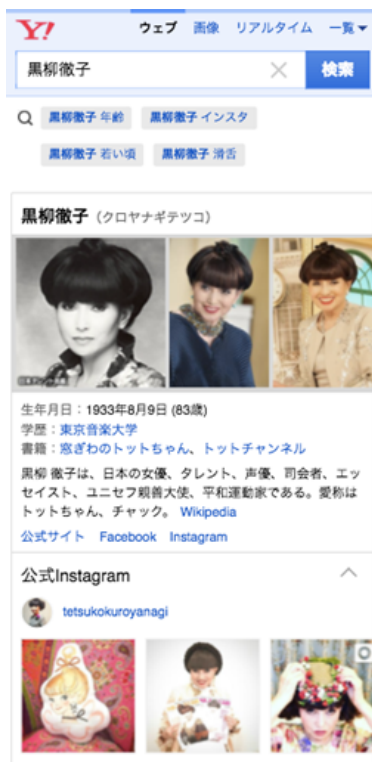 Y!
ウェブ 画像 リアルタイム 一覧▼
黒柳徹子 × 検索
黒柳徹子 年齢 黒柳徹子 インスタ
黒柳徹子 若い頃 黒柳徹子 滑舌
黒柳徹子 (クロヤナギテツコ)
生年月日:1933年8月9日 (83歳)
学歴:東京音楽大学
書籍:窓ぎわのトットちゃん、トットチャンネル
黒柳 徹子は、日本の女優、タレント、声優、司会者、エッ
セイスト、ユニセフ親善大使、平和運動家である。愛称は
トットちゃん、チャック。 Wikipedia
公式サイト Facebook Instagram
公式Instagram
tetsukokuroyanagi